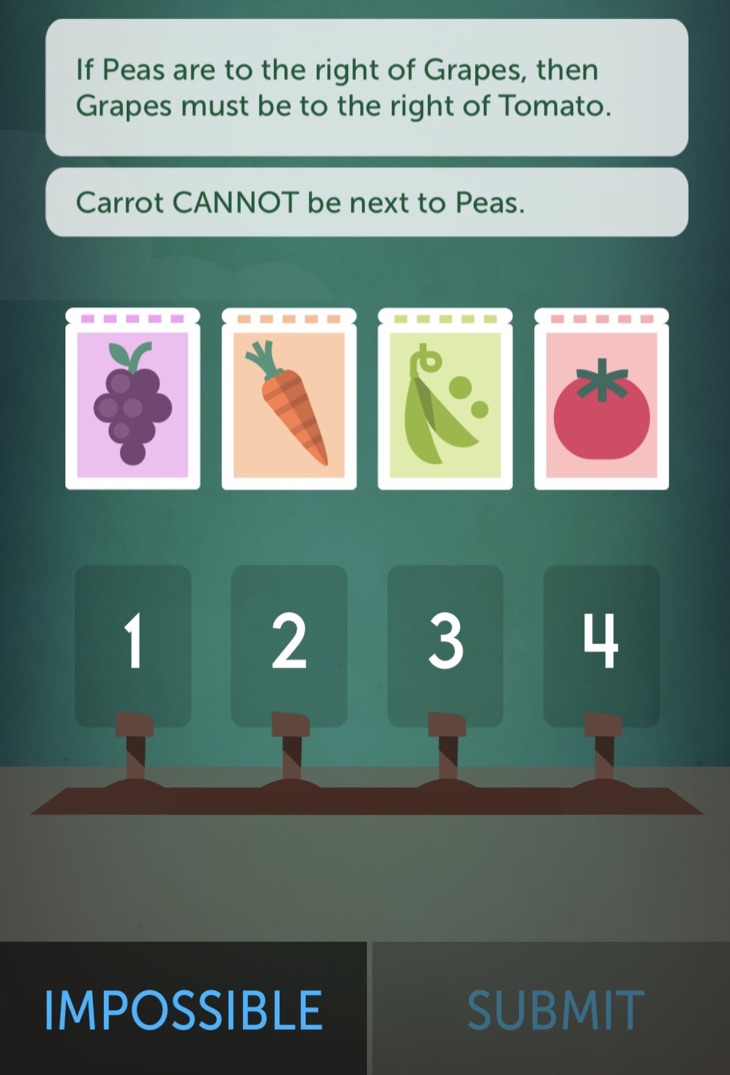 If Peas are to the right of Grapes, then
Grapes must be to the right of Tomato.
Carrot CANNOT be next to Peas.
1 2 3 4
IMPOSSIBLE SUBMIT